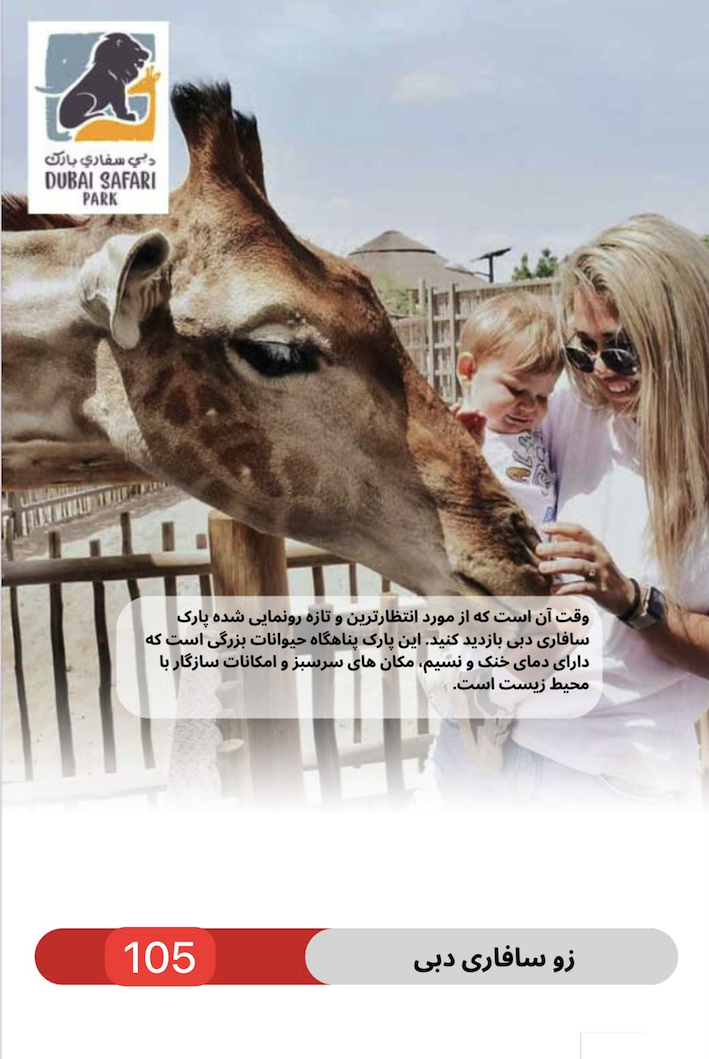 دبي سفاري بارك
DUBAI SAFARI
PARK
وقت آن است که از مورد انتظارترین و تازه رونمایی شده پارک
سافاری دبی بازدید کنید. این پارک پناهگاه حیوانات بزرگی است که
دارای دمای خنک و نسیم، مکان های سرسبز و امکانات سازگار با
محیط زیست است.
زو سافاری دبی
105